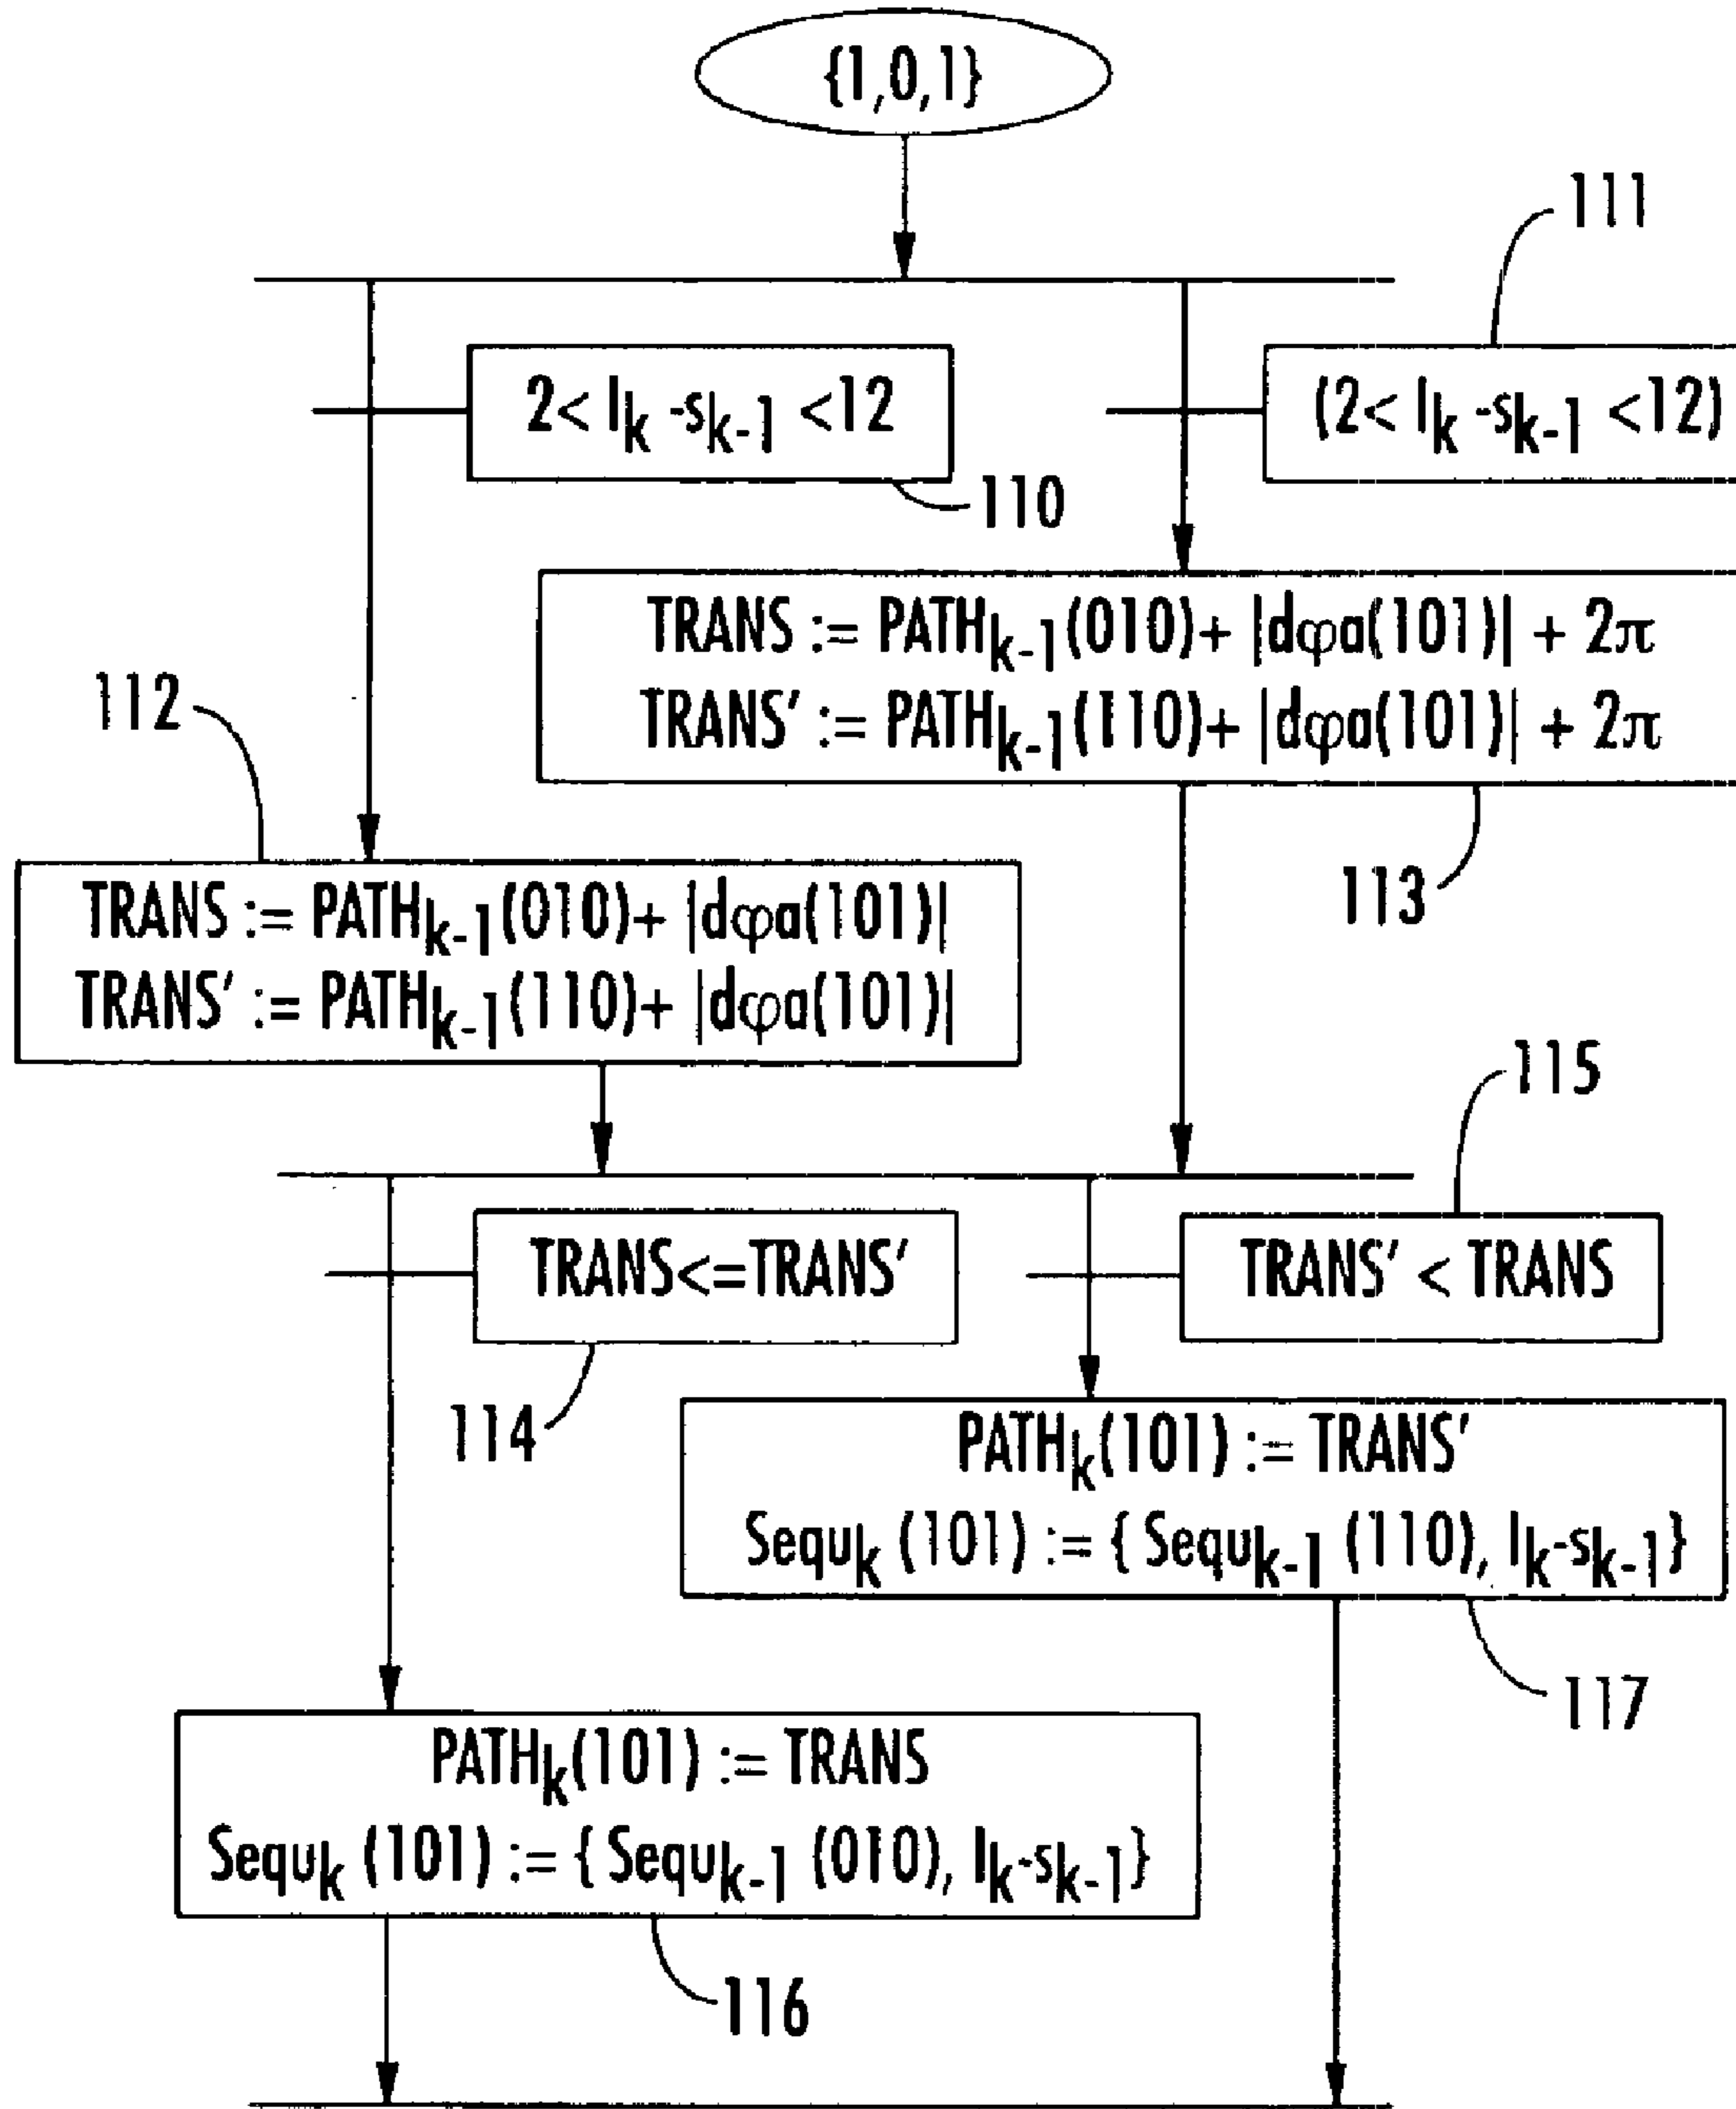 {1,0,1}
111
2< lk -sk-1 <12
(2< lk -sk-1 <12)
110
TRANS := PATHk-1(010)+ |dφa(101)| + 2π
TRANS' := PATHk-1(110)+ |dφa(101)| + 2π
112
113
TRANS := PATHk-1(010)+ |dφa(101)|
TRANS' := PATHk-1(110)+ |dφa(101)|
115
TRANS<=TRANS'
TRANS' < TRANS
114
PATHk(101) := TRANS'
Sequk (101) := { Sequk-1 (110), lk-sk-1}
117
PATHk(101) := TRANS
Sequk (101) := { Sequk-1 (010), lk-sk-1}
116